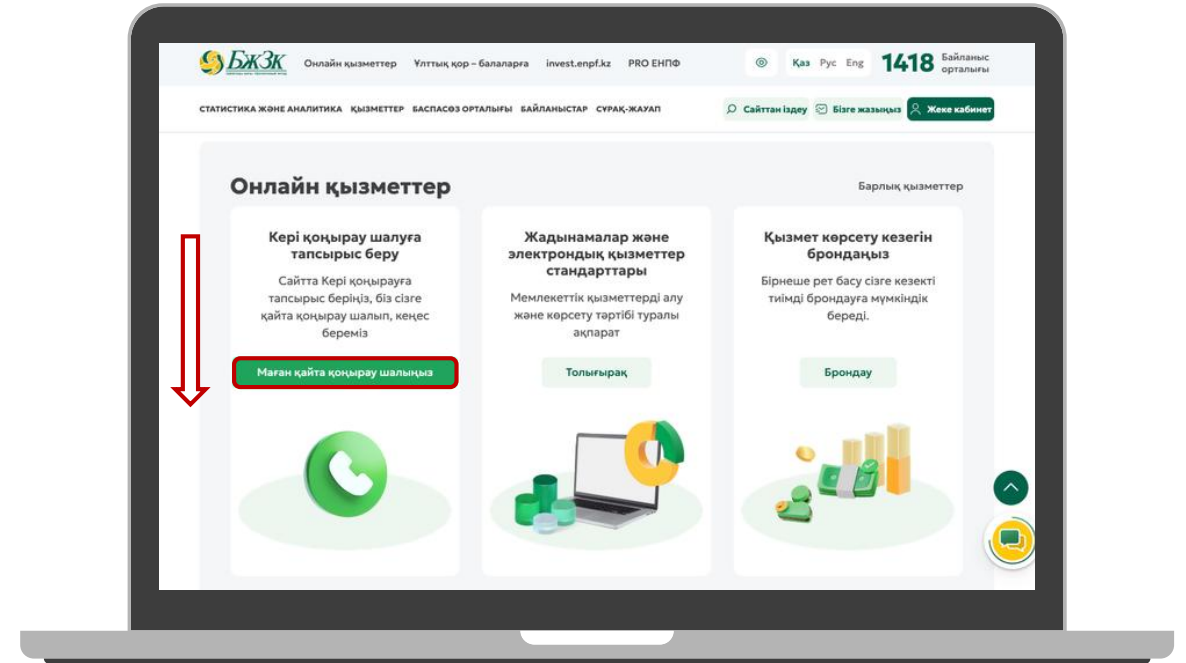 БжЗҚ
Онлайн қызметтер Ұлттық қор – балаларға invest.enpf.kz PRO ЕНПФ
Қаз Рус Eng 1418 Байланыс
орталығы
СТАТИСТИКА ЖӘНЕ АНАЛИТИКА ҚЫЗМЕТТЕР БАСПАСӨЗ ОРТАЛЫҒЫ БАЙЛАНЫСТАР СҰРАҚ-ЖАУАП
Сайттан іздеу Бізге жазыңыз Жеке кабинет
Онлайн қызметтер
Барлық қызметтер
Кері қоңырау шалуға
тапсырыс беру
Сайтта Кері қоңырауға
тапсырыс беріңіз, біз сізге
қайта қоңырау шалып, кеңес
береміз
Маған қайта қоңырау шалыңыз
Жадынамалар және
электрондық қызметтер
стандарттары
Мемлекеттік қызметтерді алу
және көрсету тәртібі туралы
ақпарат
Толығырақ
Қызмет көрсету кезегін
брондаңыз
Бірнеше рет басу сізге кезекті
тиімді брондауға мүмкіндік
береді.
Брондау